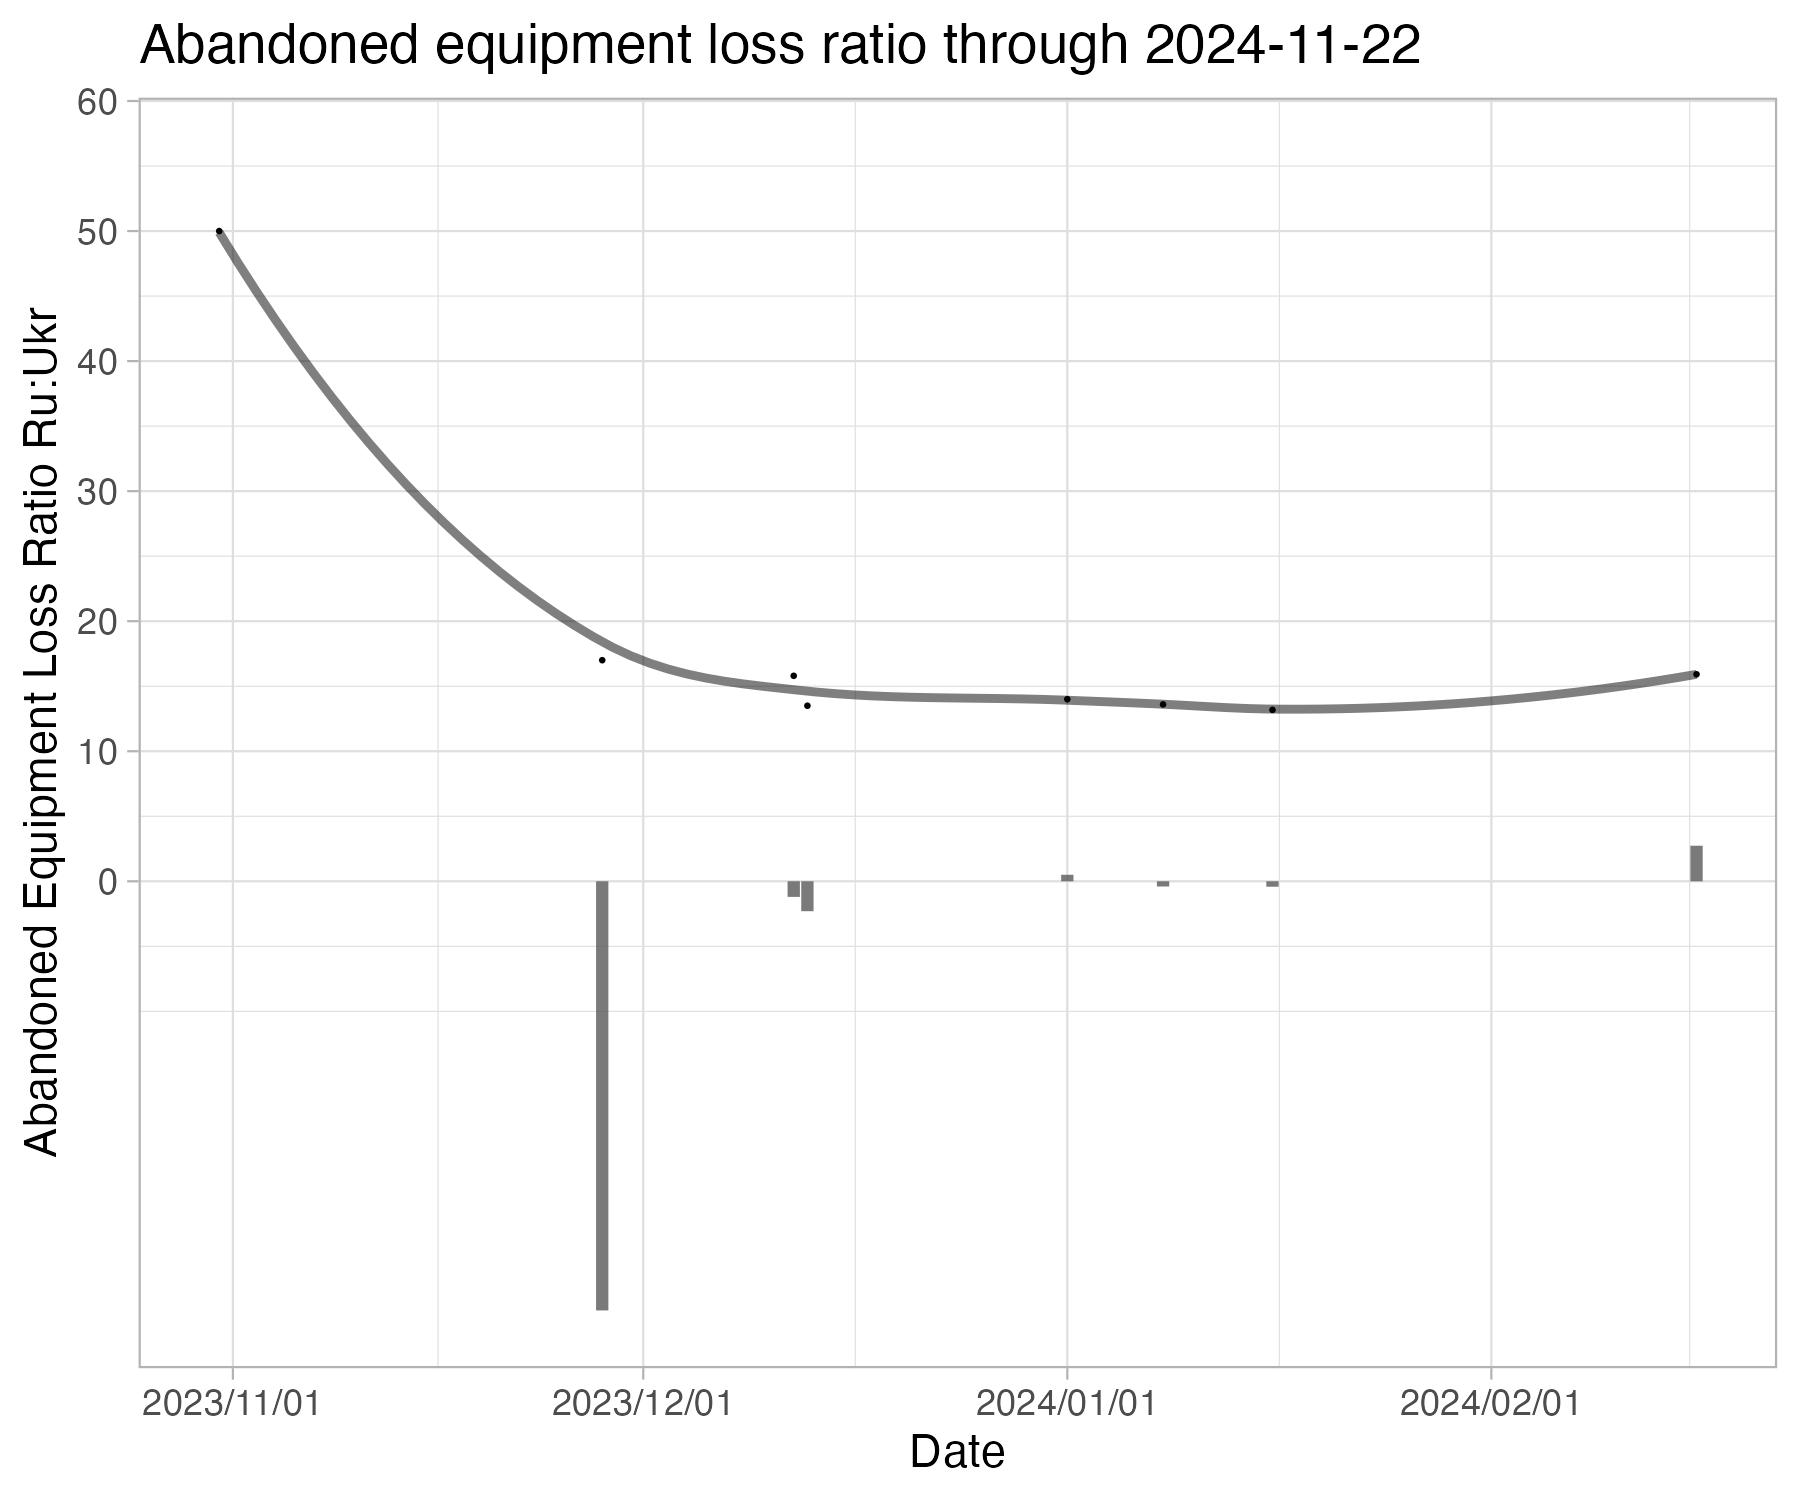 Abandoned equipment loss ratio through 2024-11-22
Abandoned Equipment Loss Ratio Ru:Ukr
60
50
40
30
20
10
0
2023/11/01 2023/12/01 2024/01/01 2024/02/01
Date